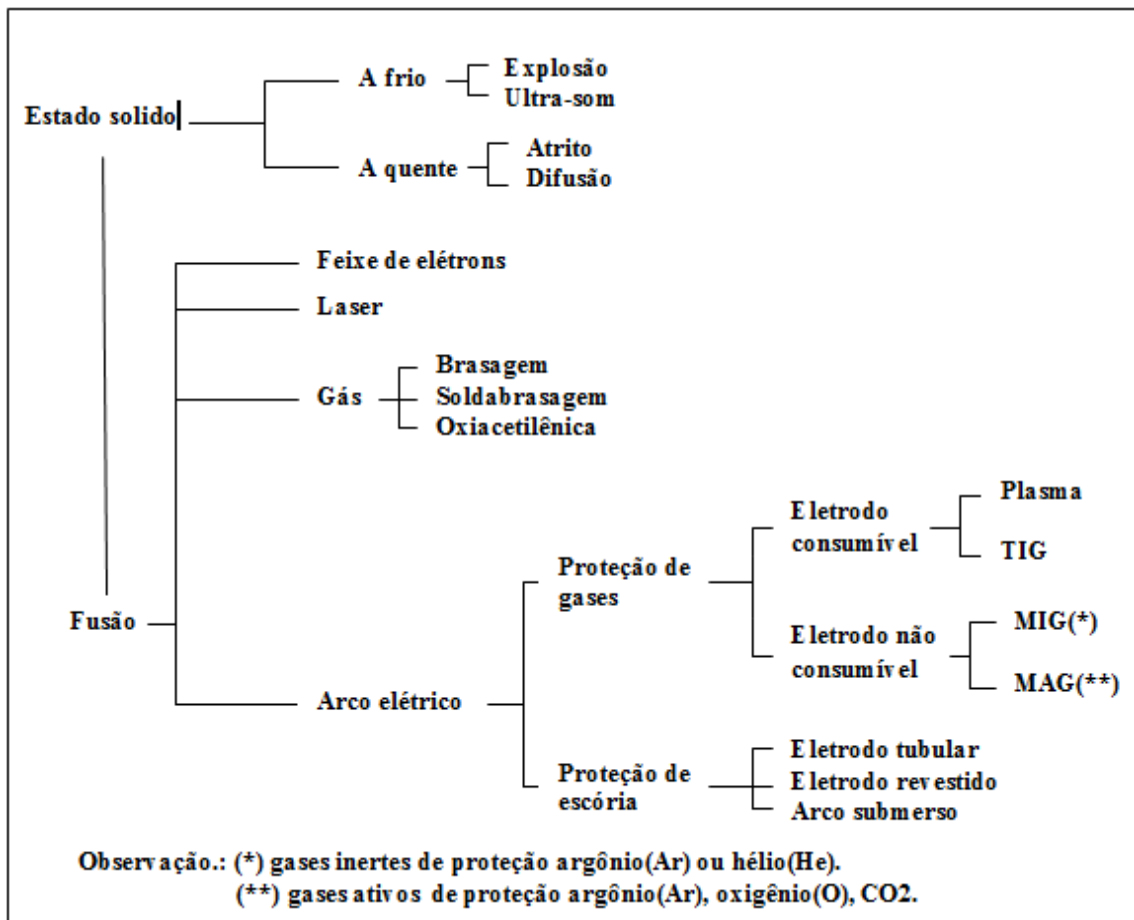 A frio
Explosão
Ultra-som
Estado solido
A quente
Atrito
Difusão
Feixe de elétrons
Laser
Gás
Brasagem
Soldabrasagem
Oxiacetilênica
Fusão
Arco elétrico
Proteção de
gases
Eletrodo
consumível
Plasma
TIG
Eletrodo não
consumível
MIG(*)
MAG(**)
Proteção de
escória
Eletrodo tubular
Eletrodo revestido
Arco submerso
Observação.: (*) gases inertes de proteção argônio(Ar) ou hélio(He).
(**) gases ativos de proteção argônio(Ar), oxigênio(O), CO2.